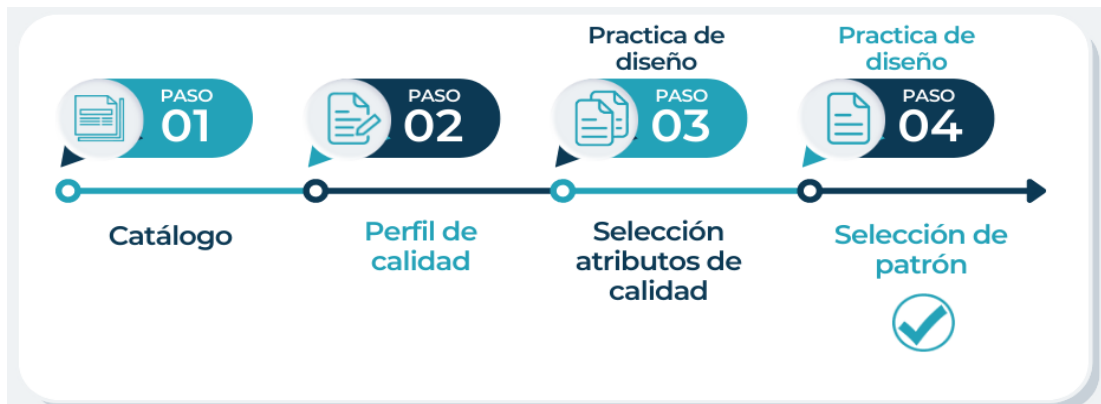 Practica de
diseño
Practica de
diseño
PASO
01
PASO
02
PASO
03
PASO
04
Catálogo
Perfil de
calidad
Selección
atributos de
calidad
Selección de
patrón